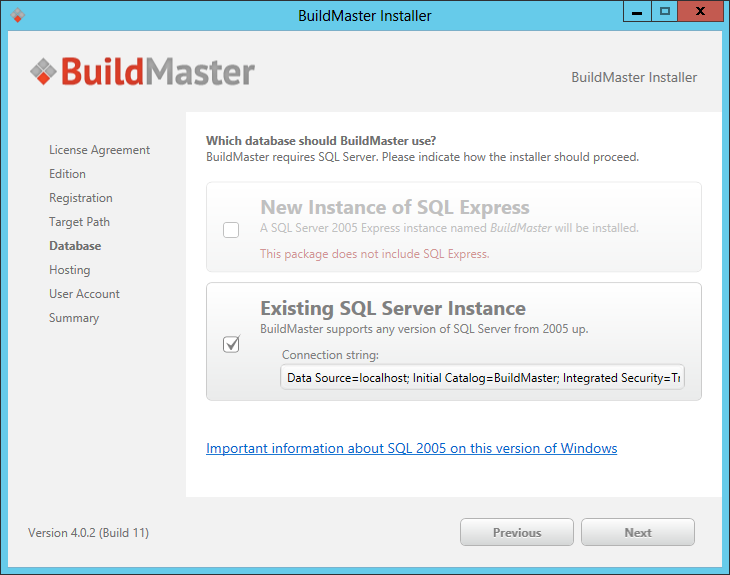 BuildMaster Installer
BuildMaster
BuildMaster Installer
License Agreement
Edition
Registration
Target Path
Database
Hosting
User Account
Summary
Which database should BuildMaster use?
BuildMaster requires SQL Server. Please indicate how the installer should proceed.
New Instance of SQL Express
A SQL Server 2005 Express instance named BuildMaster will be installed.
This package does not include SQL Express.
Existing SQL Server Instance
BuildMaster supports any version of SQL Server from 2005 up.
Connection string:
Data Source=localhost; Initial Catalog=BuildMaster; Integrated Security=Tr
Important information about SQL 2005 on this version of Windows
Version 4.0.2 (Build 11)
Previous
Next